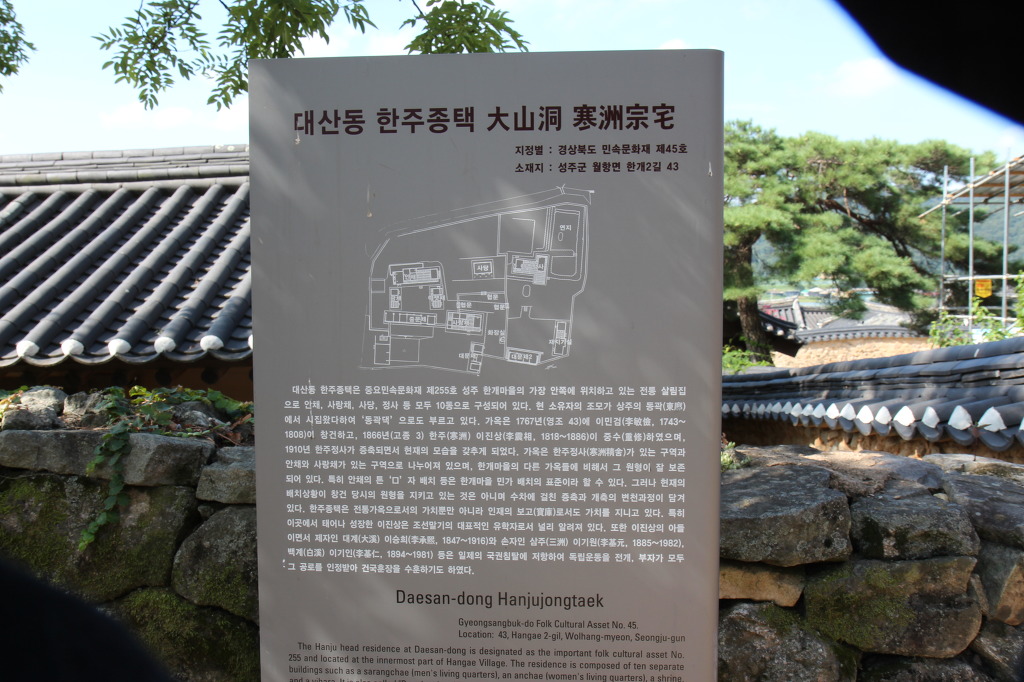 대산동 한주종택 大山洞 寒洲宗宅
지정별 : 경상북도 민속문화재 제45호
소재지 : 성주군 월항면 한개2길 43
연지
사당
협문
협문
화장실
대문채
대문채2
대산동 한주종택은 중요민속문화재 제255호 성주 한개마을의 가장 안쪽에 위치하고 있는 전통 살림집
으로 안채, 사랑채, 사당, 정사 등 모두 10동으로 구성되어 있다. 현 소유자의 조모가 상주의 동곽(東廓)
에서 시집왔다하여 '동곽댁' 으로도 부르고 있다. 가옥은 1767년(영조 43)에 이민검(李敏儉, 1743~
1808)이 창건하고, 1866년(고종 3) 한주(寒洲) 이진상(李震相, 1818~1886)이 중수(重修)하였으며,
1910년 한주정사가 증축되면서 현재의 모습을 갖추게 되었다. 가옥은 한주정사(寒洲精舍)가 있는 구역과
안채와 사랑채가 있는 구역으로 나누어져 있으며, 한개마을의 다른 가옥들에 비해서 그 원형이 잘 보존
되어 있다. 특히 안채의 튼 'ㅁ' 자 배치 등은 한개마을 민가 배치의 표준이라 할 수 있다. 그러나 현재의
배치상황이 창건 당시의 원형을 지키고 있는 것은 아니며 수차에 걸친 증축과 개축의 변천과정이 담겨
있다. 한주종택은 전통가옥으로서의 가치뿐만 아니라 인재의 보고(寶庫)로서도 가치를 지니고 있다. 특히
이곳에서 태어나 성장한 이진상은 조선말기의 대표적인 유학자로서 널리 알려져 있다. 또한 이진상의 아들
이면서 제자인 대계(大溪) 이승희(李承熙, 1847~1916)와 손자인 삼주(三洲) 이기원(李基元, 1885~1982),
백계(白溪) 이기인(李基仁, 1894~1981) 등은 일제의 국권침탈에 저항하여 독립운동을 전개, 부자가 모두
그 공로를 인정받아 건국훈장을 수훈하기도 하였다.
Daesan-dong Hanjujongtaek
Gyeongsangbuk-do Folk Cultural Asset No. 45.
Location: 43, Hangae 2-gil, Wolhang-myeon, Seongju-gun
The Hanju head residence at Daesan-dong is designated as the important folk cultural asset No.
255 and located at the innermost part of Hangae Village. The residence is composed of ten separate
buildings such as a sarangchae (men's living quarters), an anchae (women's living quarters), a shrine,